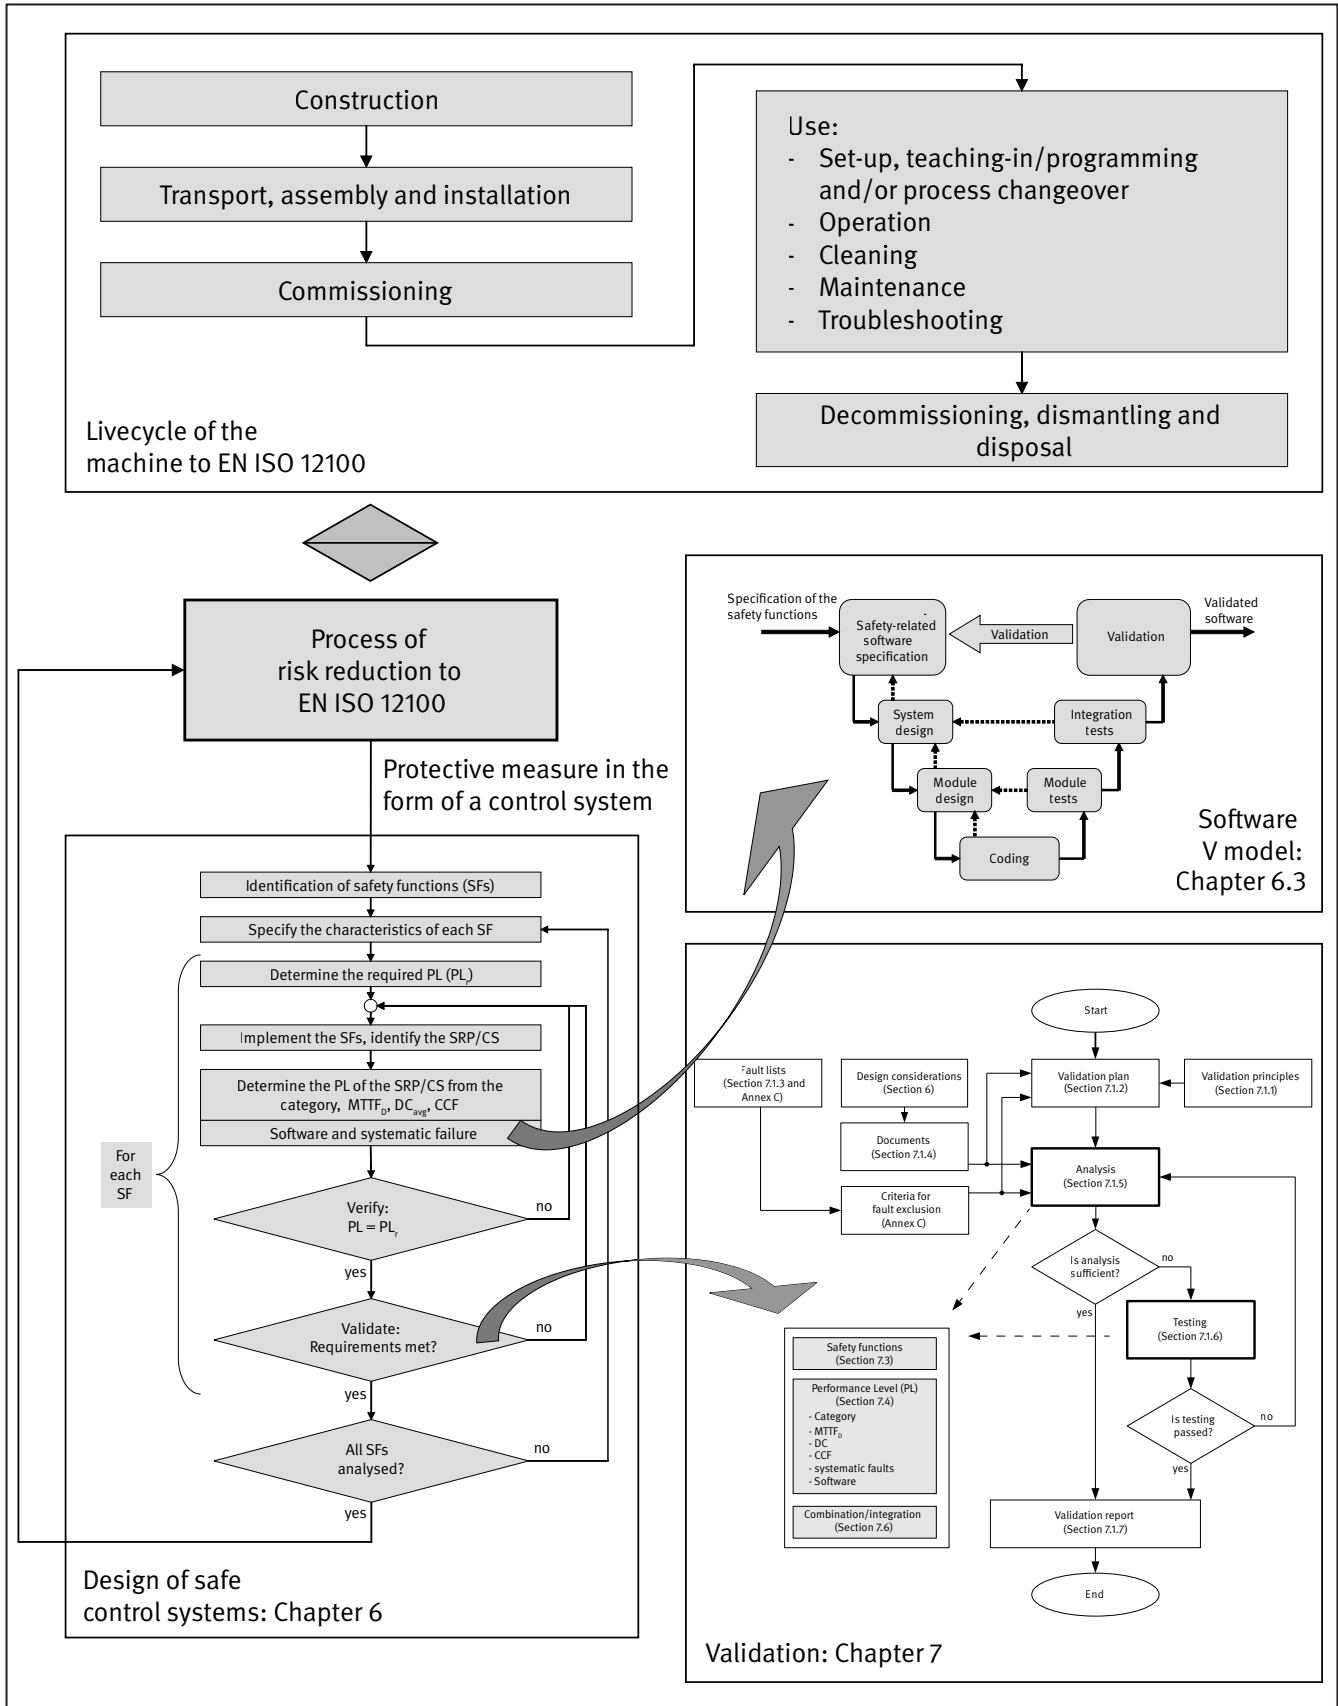 Construction
Transport, assembly and installation
Commissioning
Use:
- Set-up, teaching-in/programming
and/or process changeover
- Operation
- Cleaning
- Maintenance
- Troubleshooting
Decommissioning, dismantling and
disposal
Livecycle of the
machine to EN ISO 12100
Process of
risk reduction to
EN ISO 12100
Protective measure in the
form of a control system
Identification of safety functions (SFs)
Specify the characteristics of each SF
Determine the required PL (PLr)
Implement the SFs, identify the SRP/CS
Determine the PL of the SRP/CS from the
category, MTTFD, DCavg, CCF
Software and systematic failure
For
each
SF
Verify:
PL = PLr
no
yes
Validate:
Requirements met?
no
yes
All SFs
analysed?
no
yes
Design of safe
control systems: Chapter 6
Specification of the
safety functions
-
Safety-related
software
specification
Validation
Validation
Validated
software
System
design
Integration
tests
Module
design
Module
tests
Coding
Software
V model:
Chapter 6.3
Start
Fault lists
(Section 7.1.3 and
Annex C)
Design considerations
(Section 6)
Validation plan
(Section 7.1.2)
Validation principles
(Section 7.1.1)
Documents
(Section 7.1.4)
Analysis
(Section 7.1.5)
Criteria for
fault exclusion
(Annex C)
Is analysis
sufficient?
no
yes
Testing
(Section 7.1.6)
Safety functions
(Section 7.3)
Performance Level (PL)
(Section 7.4)
- Category
- MTTFD
- DC
- CCF
- systematic faults
- Software
Combination/integration
(Section 7.6)
Is testing
passed?
no
yes
Validation report
(Section 7.1.7)
End
Validation: Chapter 7